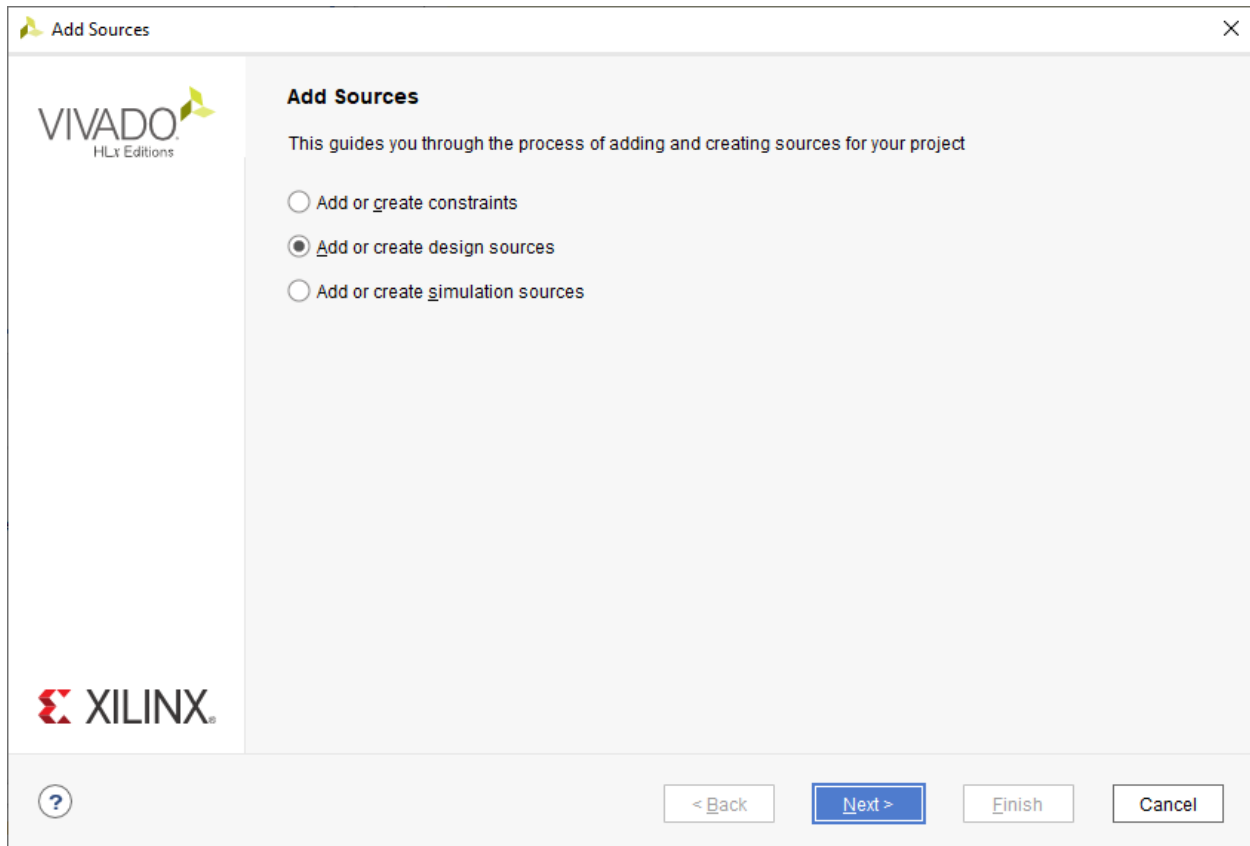 Add Sources
VIVADO.
HLx Editions
Add Sources
This guides you through the process of adding and creating sources for your project
Add or create constraints
Add or create design sources
Add or create simulation sources
XILINX®
?
< Back
Next >
Finish
Cancel